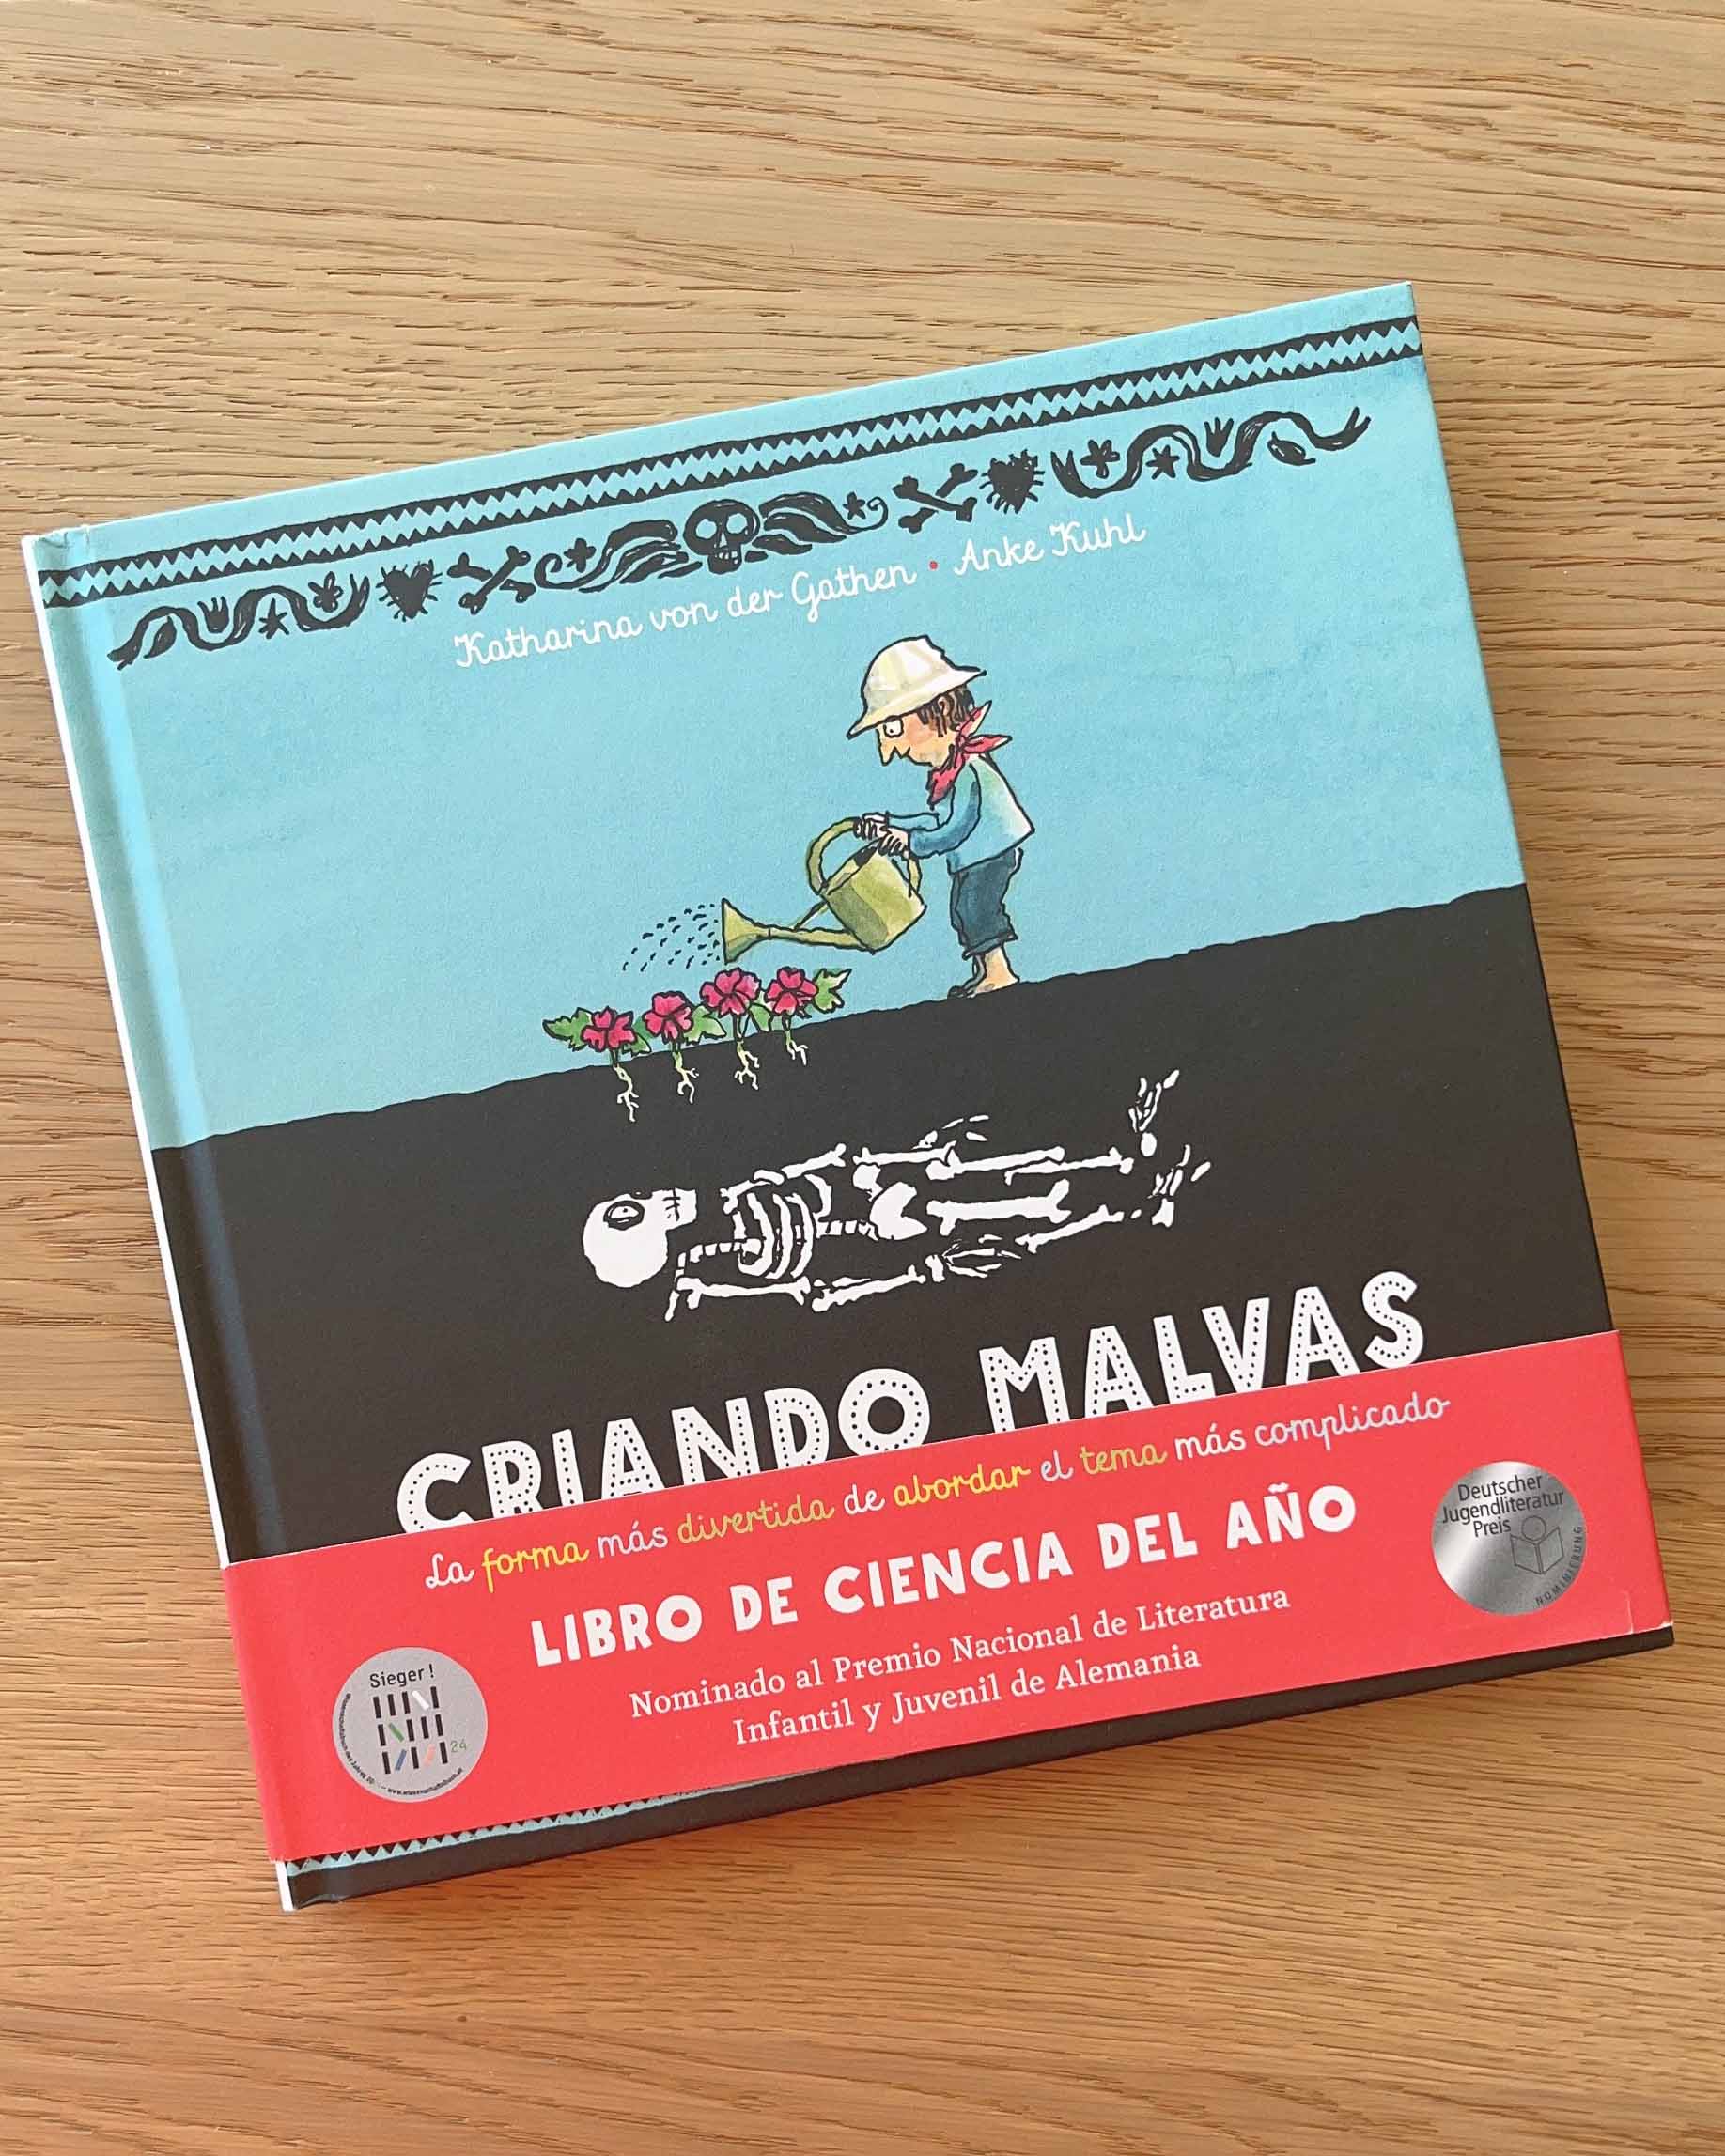 Katharina von der Gathen • Anke Kuhl
CRIANDO MALVAS
La forma más divertida de abordar el tema más complicado
LIBRO DE CIENCIA DEL AÑO
Nominado al Premio Nacional de Literatura
Infantil y Juvenil de Alemania
Deutscher
Jugendliteratur
Preis
NOMINIERUNG
Sieger!
24